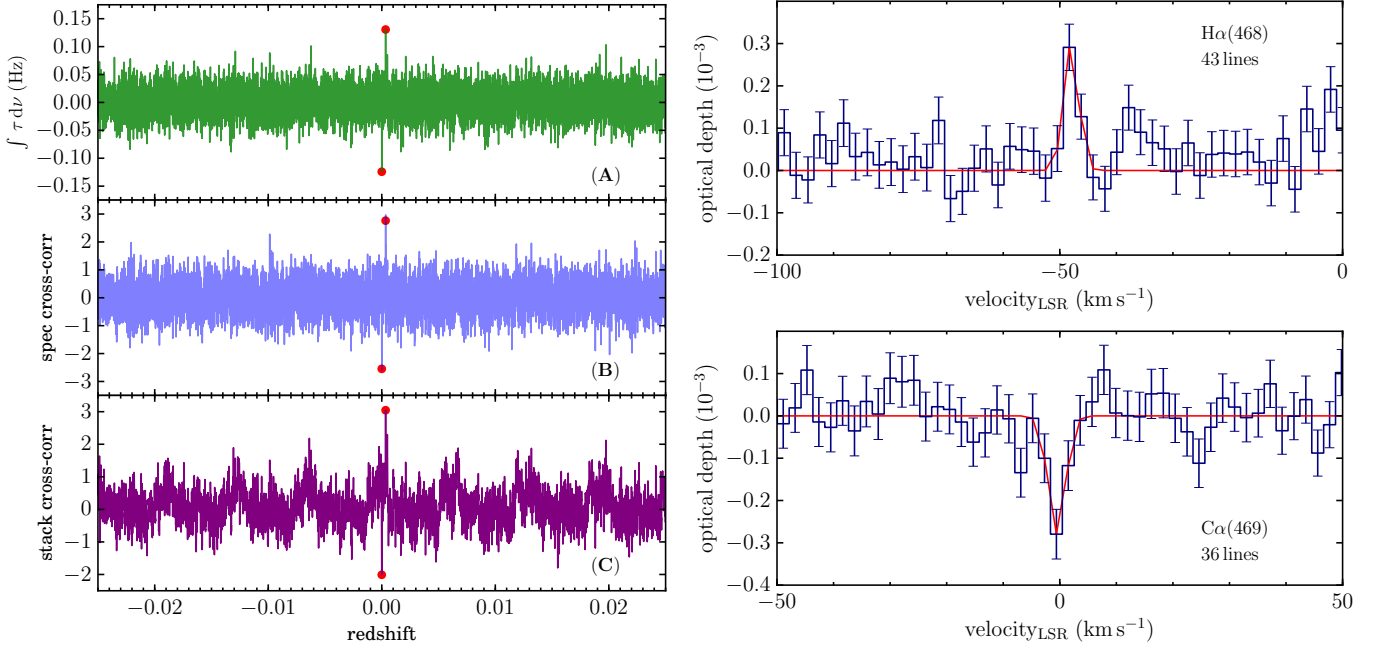 0.15
0.10
0.05
0.00
−0.05
−0.10
−0.15
∫ τ dν (Hz)
(A)
3
2
1
0
−1
−2
−3
spec cross-corr
(B)
3
2
1
0
−1
−2
stack cross-corr
(C)
−0.02 −0.01 0.00 0.01 0.02
redshift
0.3
0.2
0.1
0.0
−0.1
−0.2
optical depth (10⁻³)
Hα(468)
43 lines
−100 −50 0
velocity_LSR (km s⁻¹)
0.1
0.0
−0.1
−0.2
−0.3
−0.4
optical depth (10⁻³)
Cα(469)
36 lines
−50 0 50
velocity_LSR (km s⁻¹)